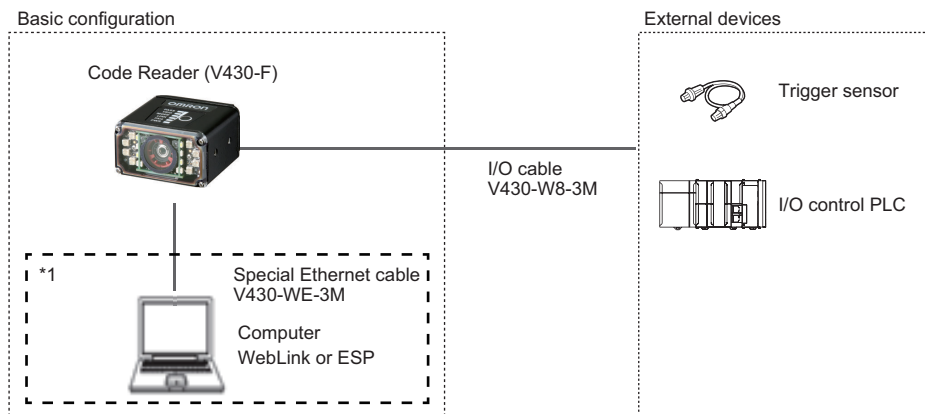 Basic configuration
External devices
Code Reader (V430-F)
OMRON
Trigger sensor
I/O cable
V430-W8-3M
I/O control PLC
*1
Special Ethernet cable
V430-WE-3M
Computer
WebLink or ESP